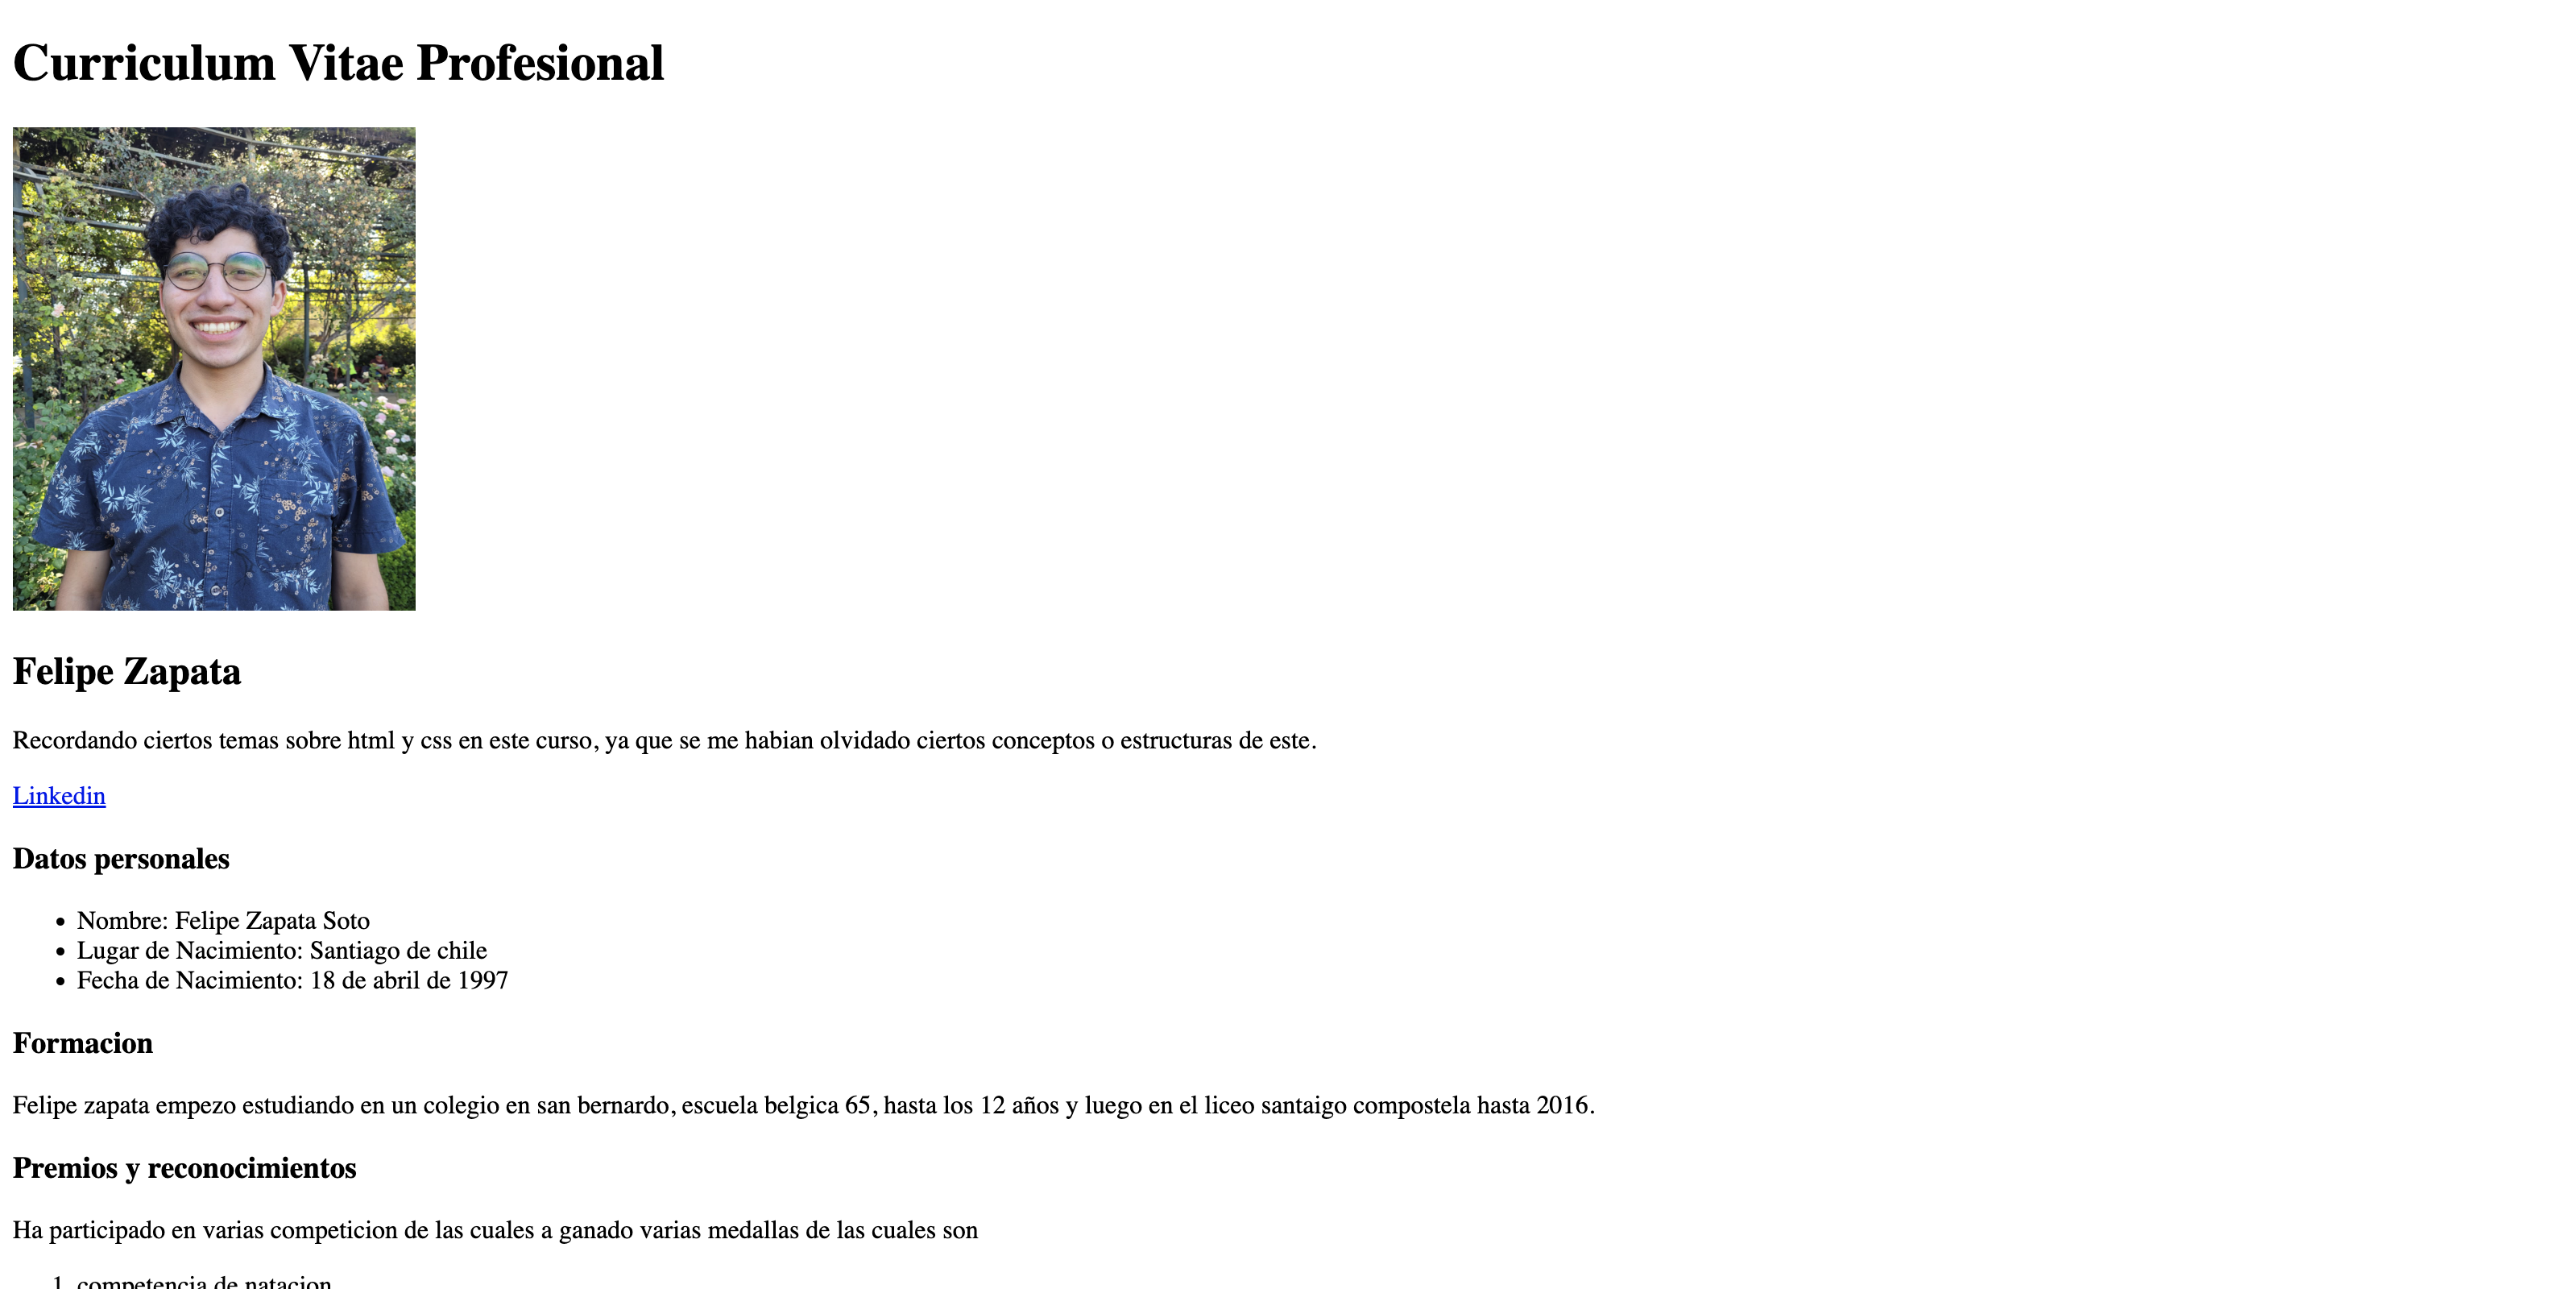 Curriculum Vitae Profesional
Felipe Zapata
Recordando ciertos temas sobre html y css en este curso, ya que se me habian olvidado ciertos conceptos o estructuras de este.
Linkedin
Datos personales
• Nombre: Felipe Zapata Soto
• Lugar de Nacimiento: Santiago de chile
• Fecha de Nacimiento: 18 de abril de 1997
Formacion
Felipe zapata empezo estudiando en un colegio en san bernardo, escuela belgica 65, hasta los 12 años y luego en el liceo santaigo compostela hasta 2016.
Premios y reconocimientos
Ha participado en varias competicion de las cuales a ganado varias medallas de las cuales son
1. competencia de natacion